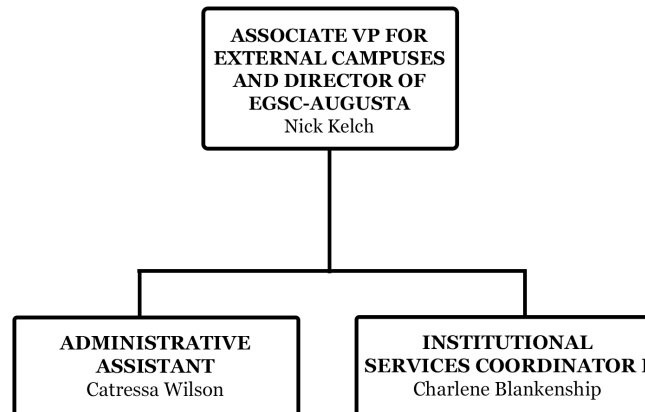 ASSOCIATE VP FOR
EXTERNAL CAMPUSES
AND DIRECTOR OF
EGSC-AUGUSTA
Nick Kelch
ADMINISTRATIVE
ASSISTANT
Catressa Wilson
INSTITUTIONAL
SERVICES COORDINATOR I
Charlene Blankenship